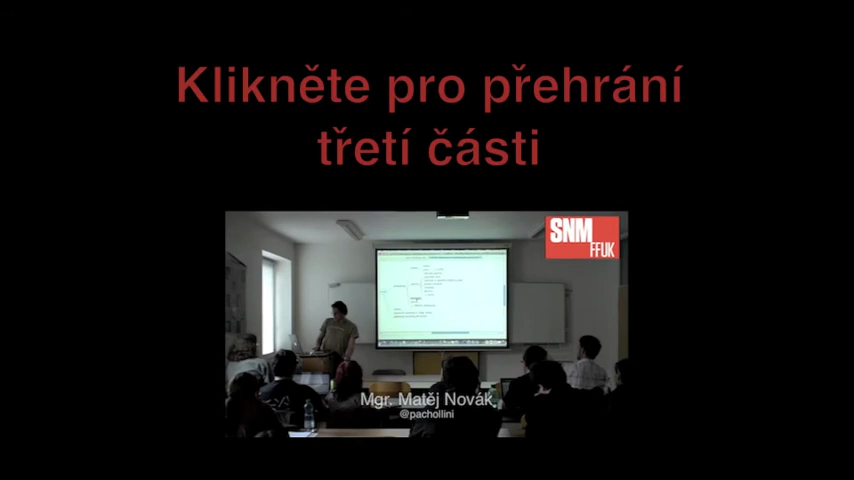 Klikněte pro přehrání
třetí části
SNM
FFUK
Mgr. Matěj Novák
@pachollini